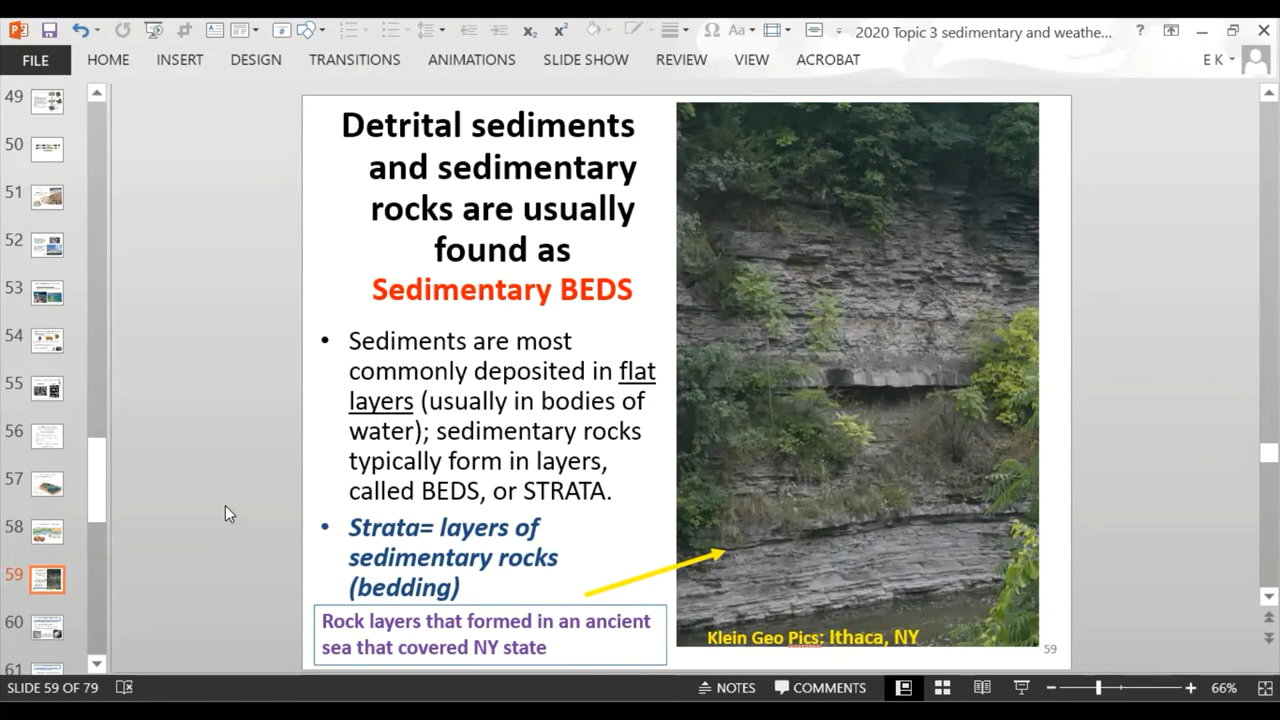 2020 Topic 3 sedimentary and weathe...
FILE HOME INSERT DESIGN TRANSITIONS ANIMATIONS SLIDE SHOW REVIEW VIEW ACROBAT E K
49
50
51
52
53
54
55
56
57
58
59
60
61
Detrital sediments
and sedimentary
rocks are usually
found as
Sedimentary BEDS
• Sediments are most
commonly deposited in flat
layers (usually in bodies of
water); sedimentary rocks
typically form in layers,
called BEDS, or STRATA.
• Strata= layers of
sedimentary rocks
(bedding)
Rock layers that formed in an ancient
sea that covered NY state
Klein Geo Pics: Ithaca, NY
59
SLIDE 59 OF 79 NOTES COMMENTS 66%